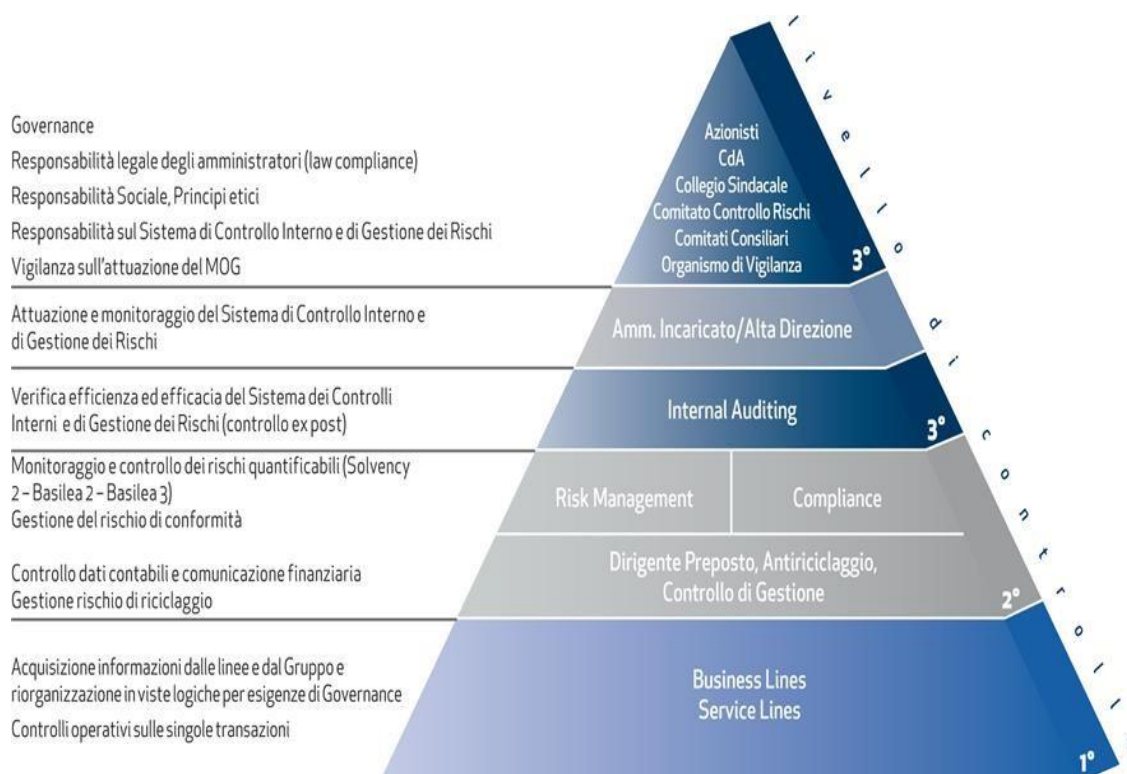 livello di controllo
Governance
Responsabilità legale degli amministratori (law compliance)
Responsabilità Sociale, Principi etici
Responsabilità sul Sistema di Controllo Interno e di Gestione dei Rischi
Vigilanza sull'attuazione del MOG
Azionisti
CdA
Collegio Sindacale
Comitato Controllo Rischi
Comitati Consiliari
Organismo di Vigilanza
3°
Attuazione e monitoraggio del Sistema di Controllo Interno e
di Gestione dei Rischi
Amm. Incaricato/Alta Direzione
Verifica efficienza ed efficacia del Sistema dei Controlli
Interni e di Gestione dei Rischi (controllo ex post)
Internal Auditing
3°
Monitoraggio e controllo dei rischi quantificabili (Solvency
2 – Basilea 2 – Basilea 3)
Gestione del rischio di conformità
Risk Management
Compliance
Controllo dati contabili e comunicazione finanziaria
Gestione rischio di riciclaggio
Dirigente Preposto, Antiriciclaggio,
Controllo di Gestione
2°
Acquisizione informazioni dalle linee e dal Gruppo e
riorganizzazione in viste logiche per esigenze di Governance
Controlli operativi sulle singole transazioni
Business Lines
Service Lines
1°